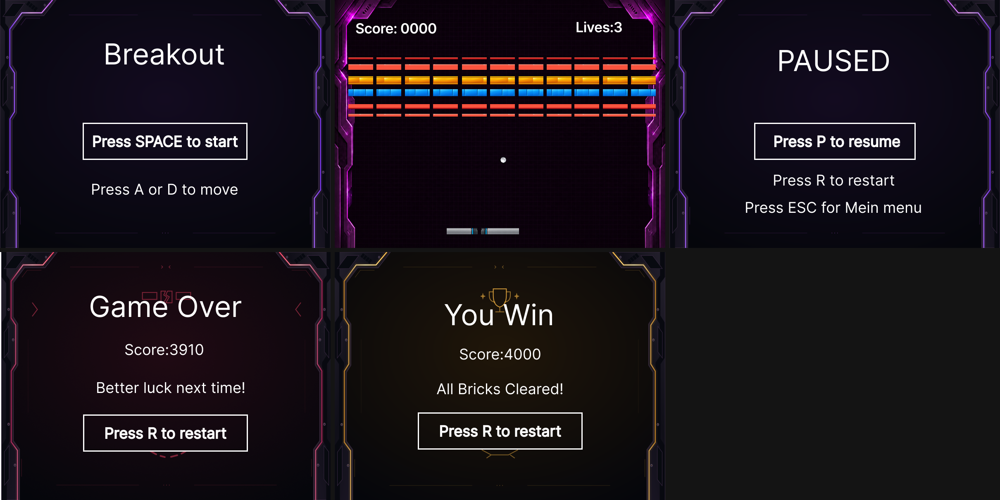 Breakout
Press SPACE to start
Press A or D to move
Score: 0000
Lives:3
PAUSED
Press P to resume
Press R to restart
Press ESC for Mein menu
Game Over
Score:3910
Better luck next time!
Press R to restart
You Win
Score:4000
All Bricks Cleared!
Press R to restart